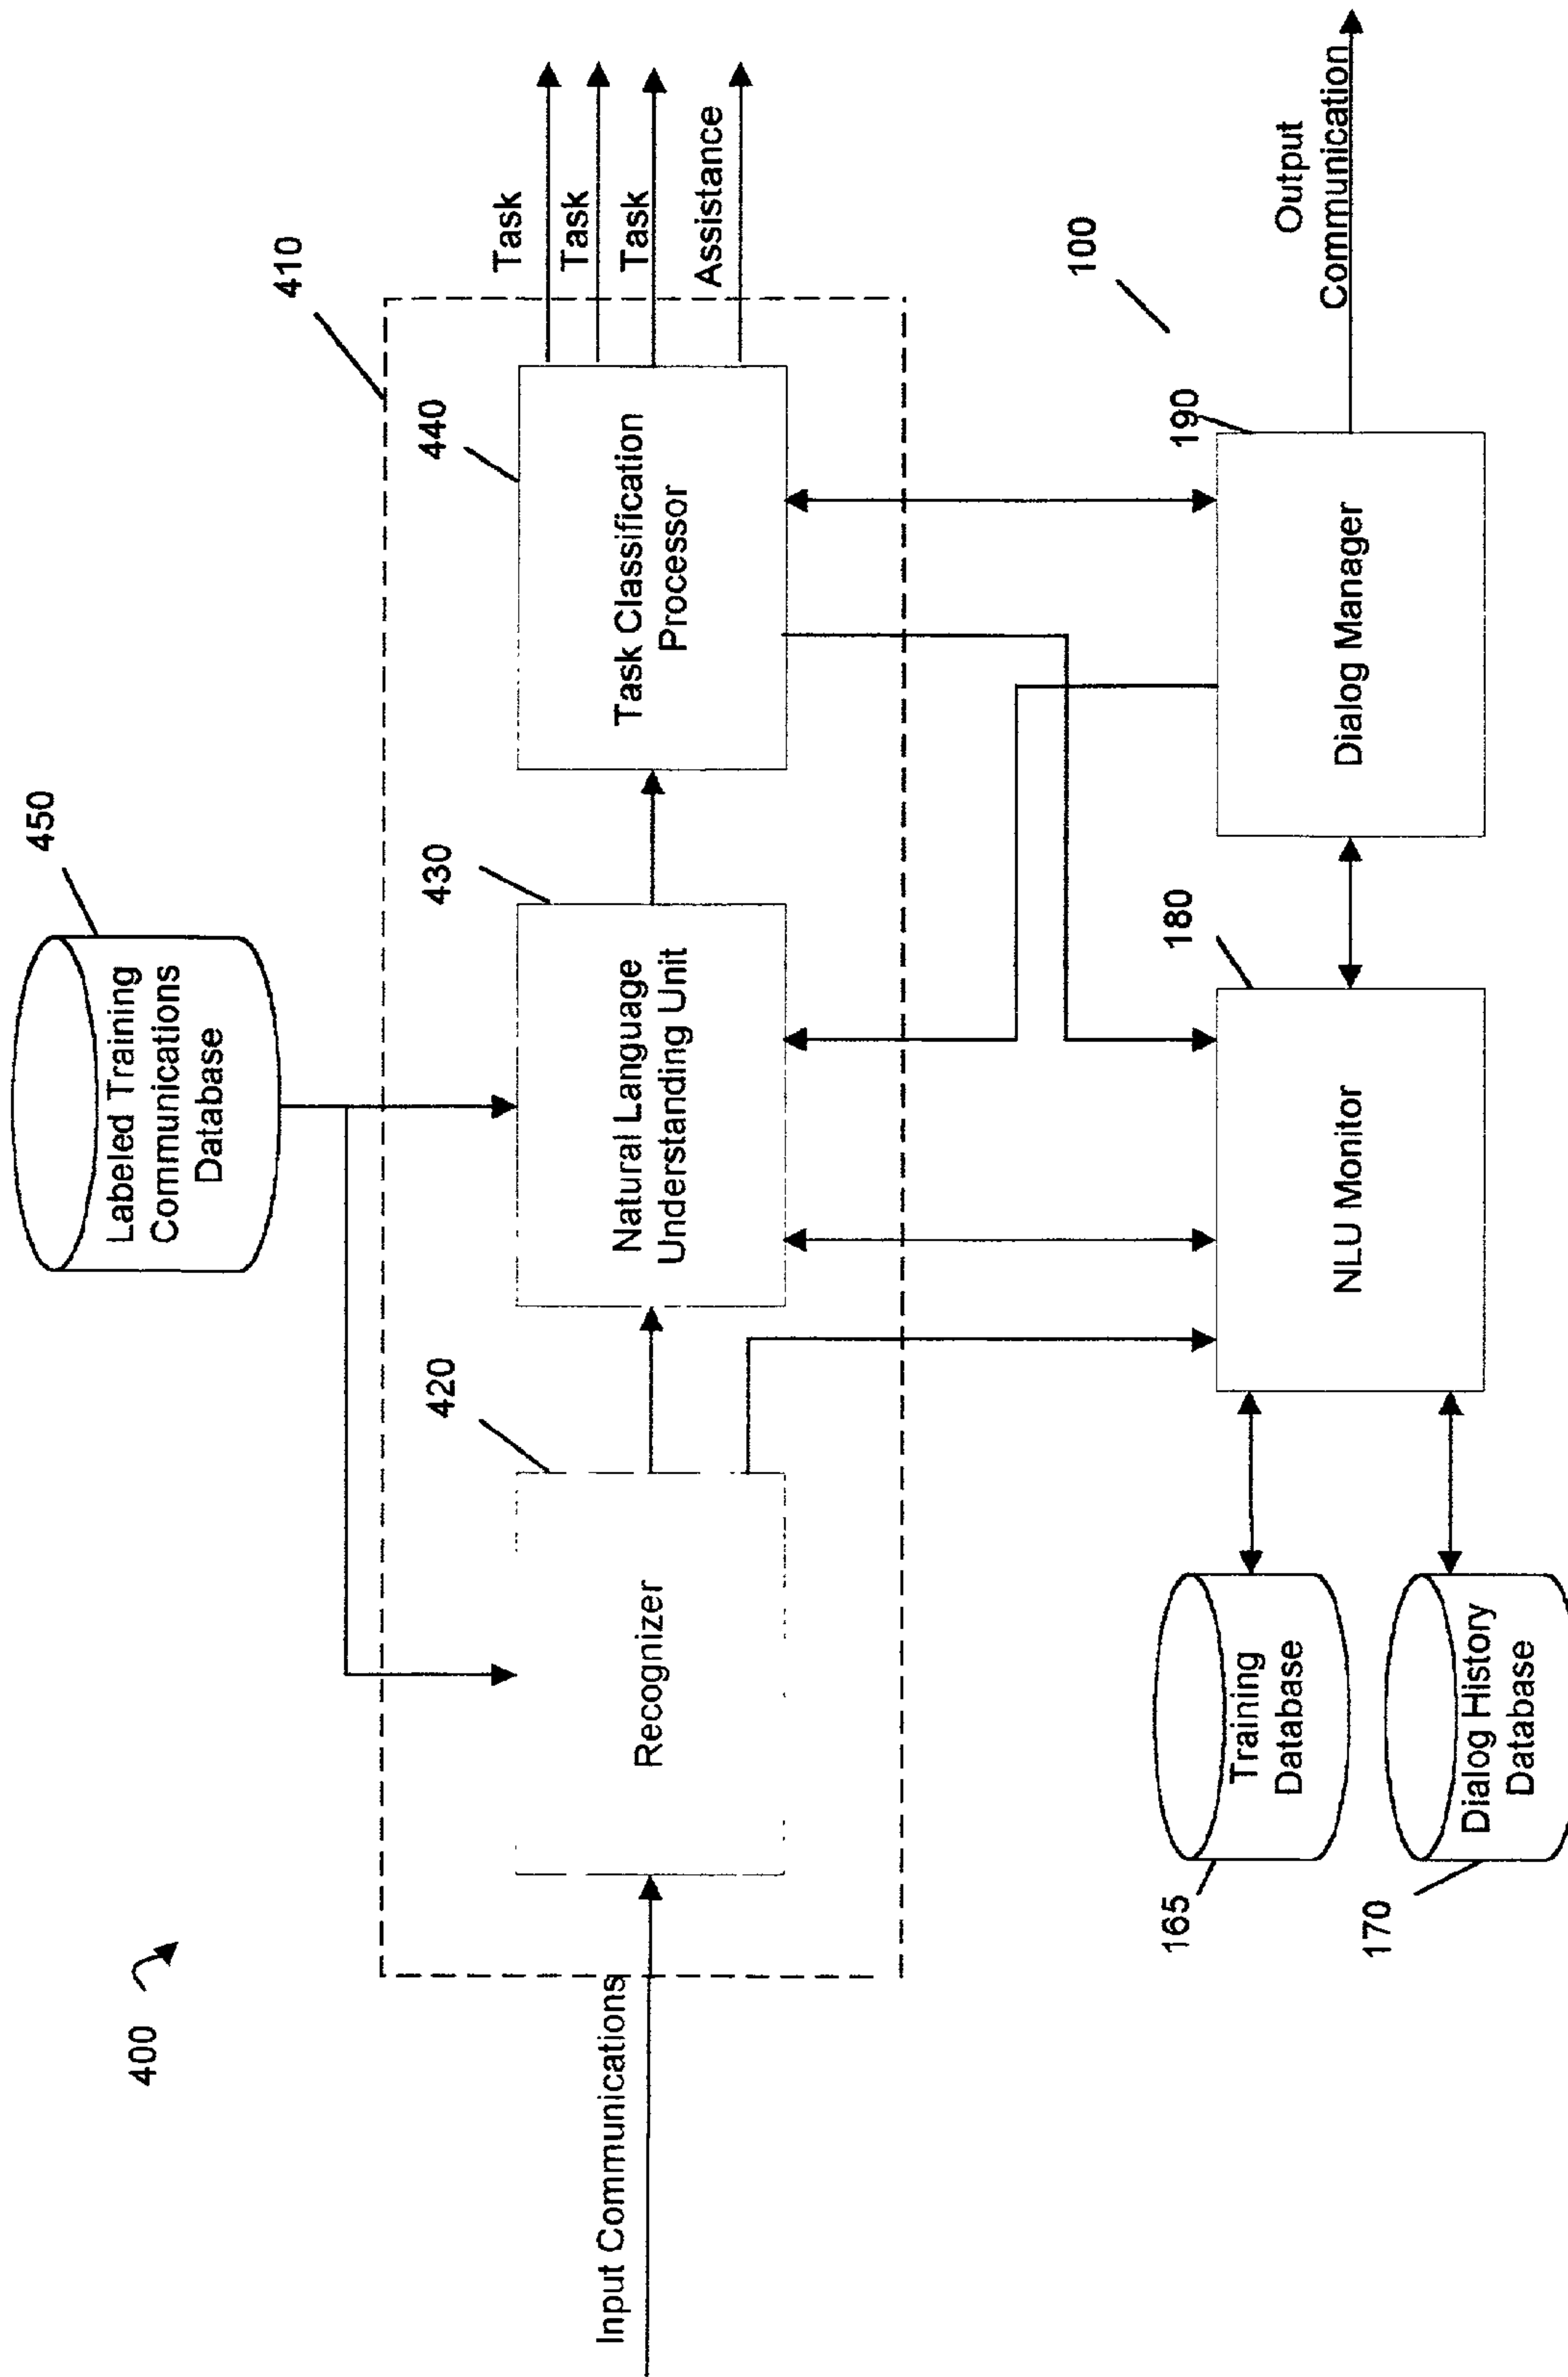 400
450
Labeled Training
Communications
Database
410
420
430
440
Input Communications
Recognizer
Natural Language
Understanding Unit
Task Classification
Processor
Task
Task
Task
Assistance
100
165
Training
Database
170
Dialog History
Database
180
NLU Monitor
190
Dialog Manager
Output
Communication